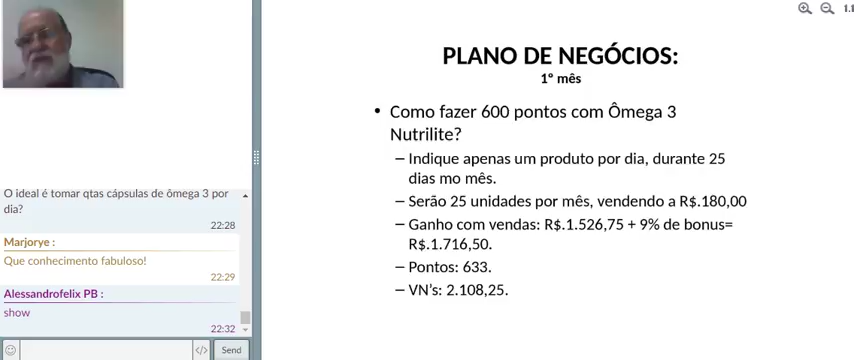 1.1
PLANO DE NEGÓCIOS:
1º mês
• Como fazer 600 pontos com Ômega 3
Nutrilite?
– Indique apenas um produto por dia, durante 25
dias mo mês.
– Serão 25 unidades por mês, vendendo a R$.180,00
– Ganho com vendas: R$.1.526,75 + 9% de bonus=
R$.1.716,50.
– Pontos: 633.
– VN’s: 2.108,25.
O ideal é tomar qtas cápsulas de ômega 3 por
dia?
22:28
Marjorye :
Que conhecimento fabuloso!
22:29
Alessandrofelix PB :
show
22:32
</> Send